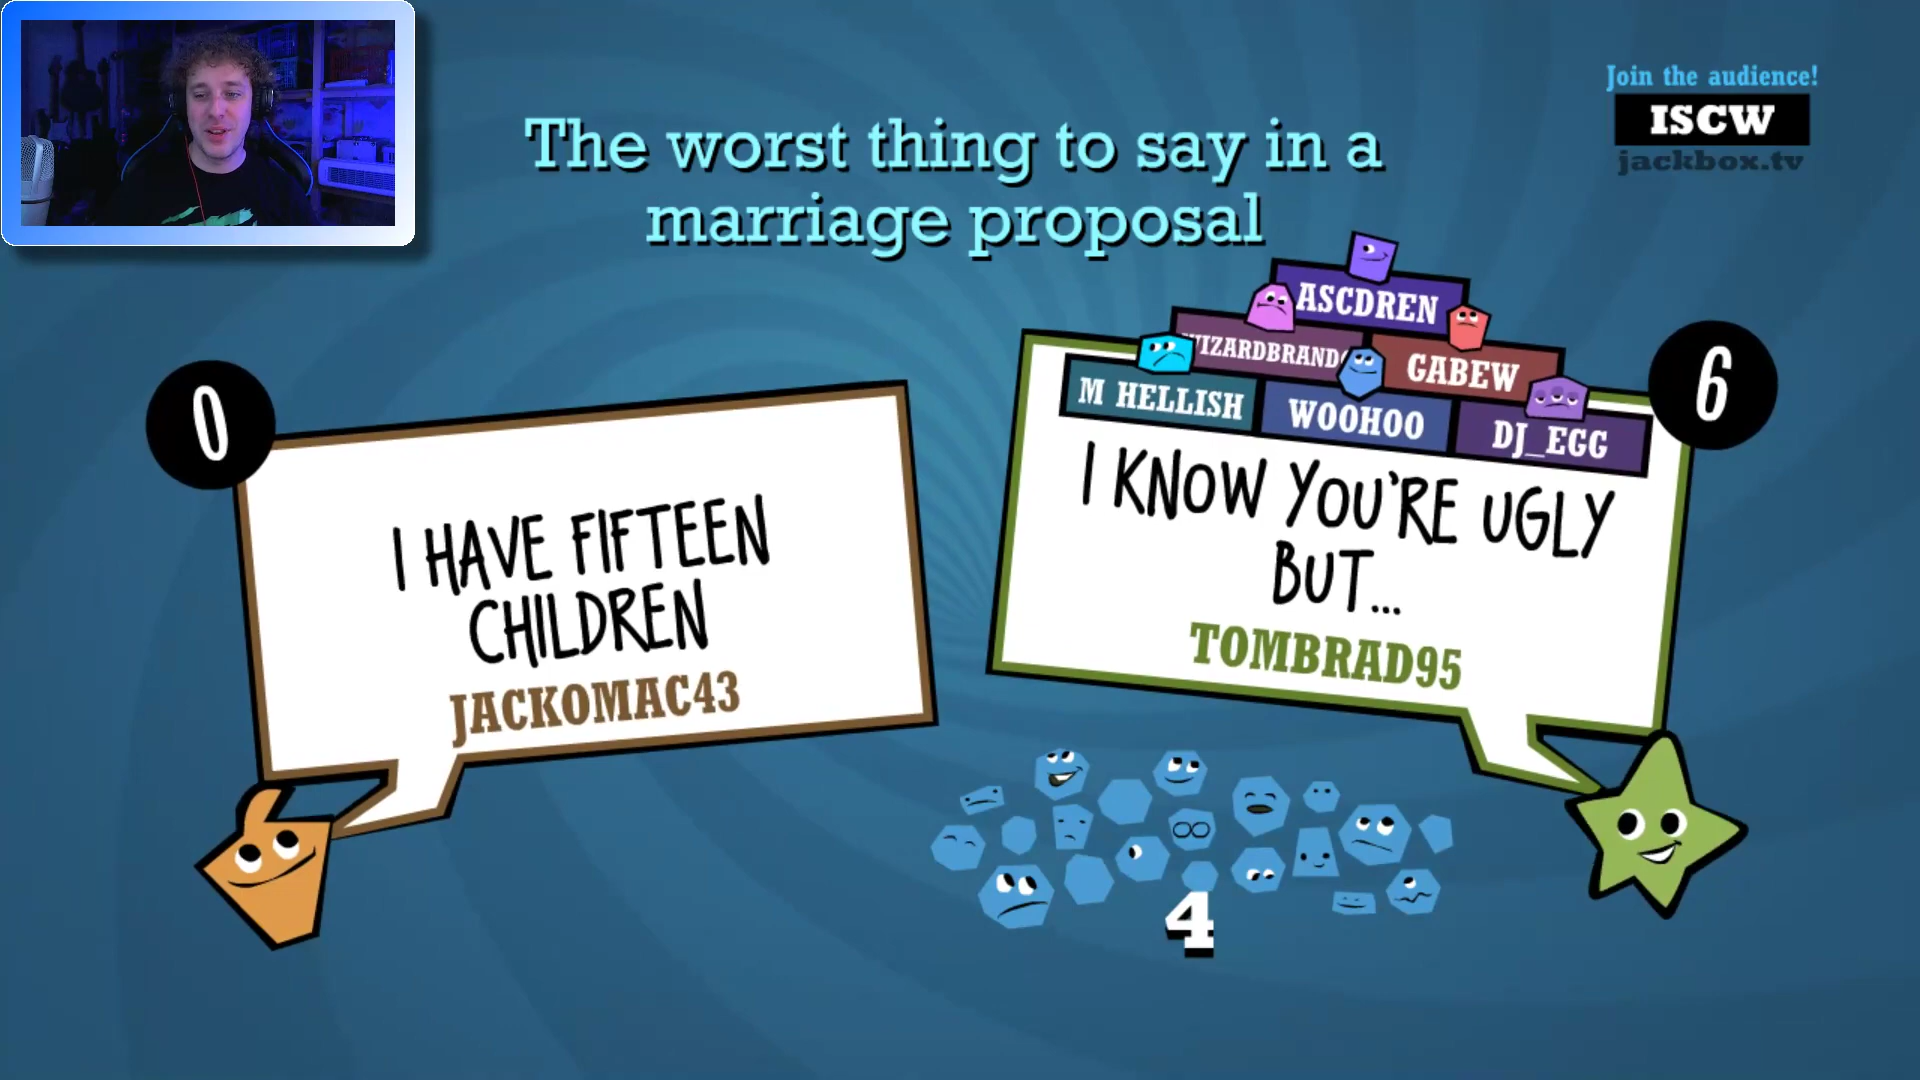 Join the audience!
ISCW
jackbox.tv
The worst thing to say in a
marriage proposal
ASCDREN
GABEW
M HELLISH
WOOHOO
DJ_EGG
0
6
I HAVE FIFTEEN
CHILDREN
JACKOMAC43
I KNOW YOU'RE UGLY
BUT...
TOMBRAD95
4